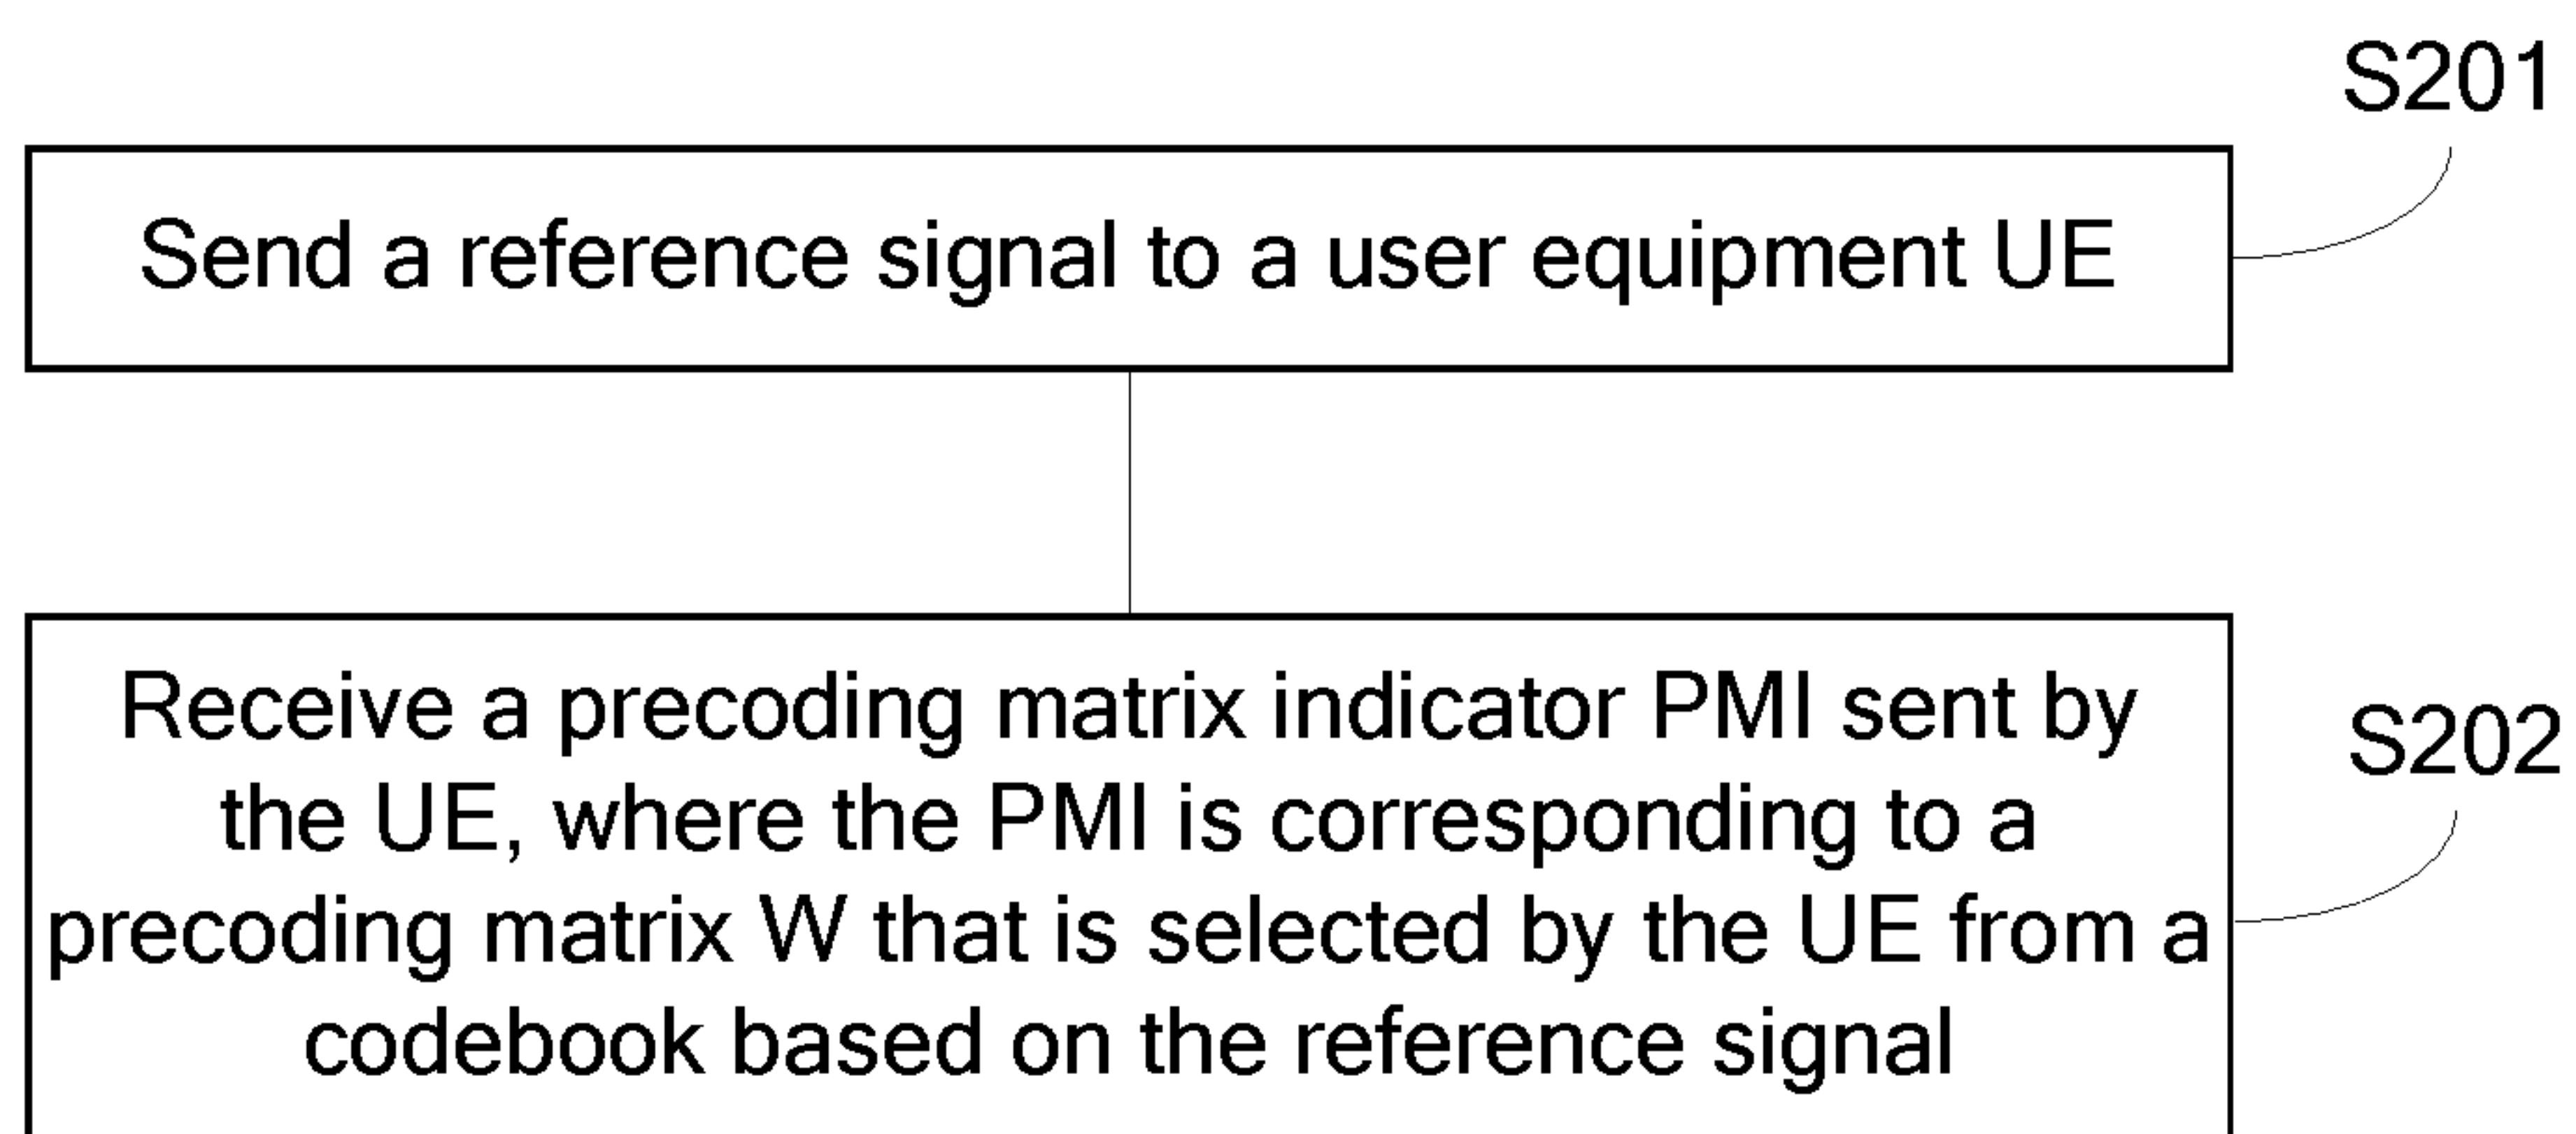 S201
Send a reference signal to a user equipment UE
Receive a precoding matrix indicator PMI sent by
the UE, where the PMI is corresponding to a
S202
precoding matrix W that is selected by the UE from a
codebook based on the reference signal